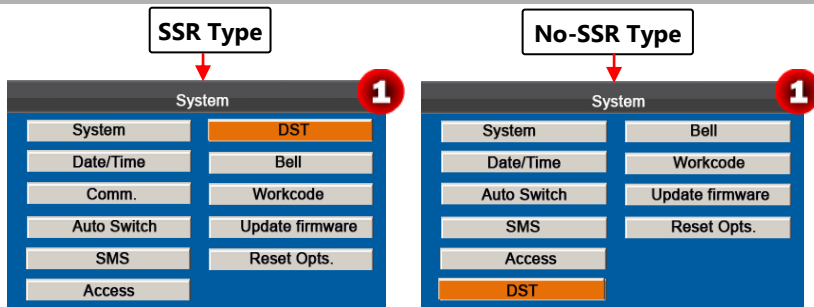 SSR Type
No-SSR Type
System
1
System
DST
Date/Time
Bell
Comm.
Workcode
Auto Switch
Update firmware
SMS
Reset Opts.
Access
System
1
System
Bell
Date/Time
Workcode
Auto Switch
Update firmware
SMS
Reset Opts.
Access
DST